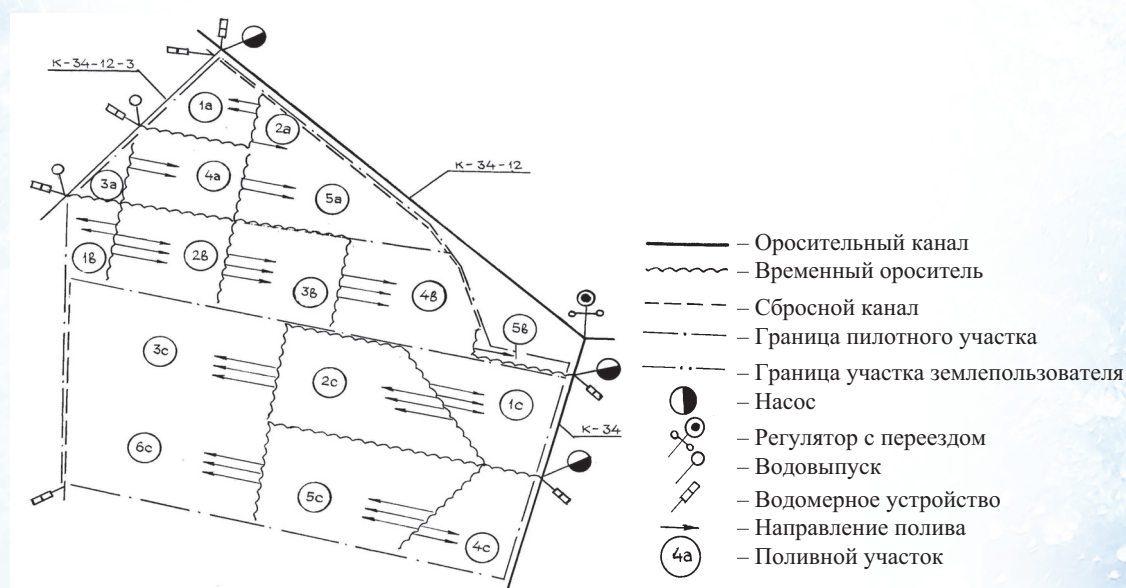 К-34-12-3
1а
2а
К-34-12
3а
4а
5а
1в
2в
3в
4в
5в
3с
2с
1с
К-34
6с
5с
4с
– Оросительный канал
– Временный ороситель
– Сбросной канал
– Граница пилотного участка
– Граница участка землепользователя
– Насос
– Регулятор с переездом
– Водовыпуск
– Водомерное устройство
– Направление полива
4а – Поливной участок